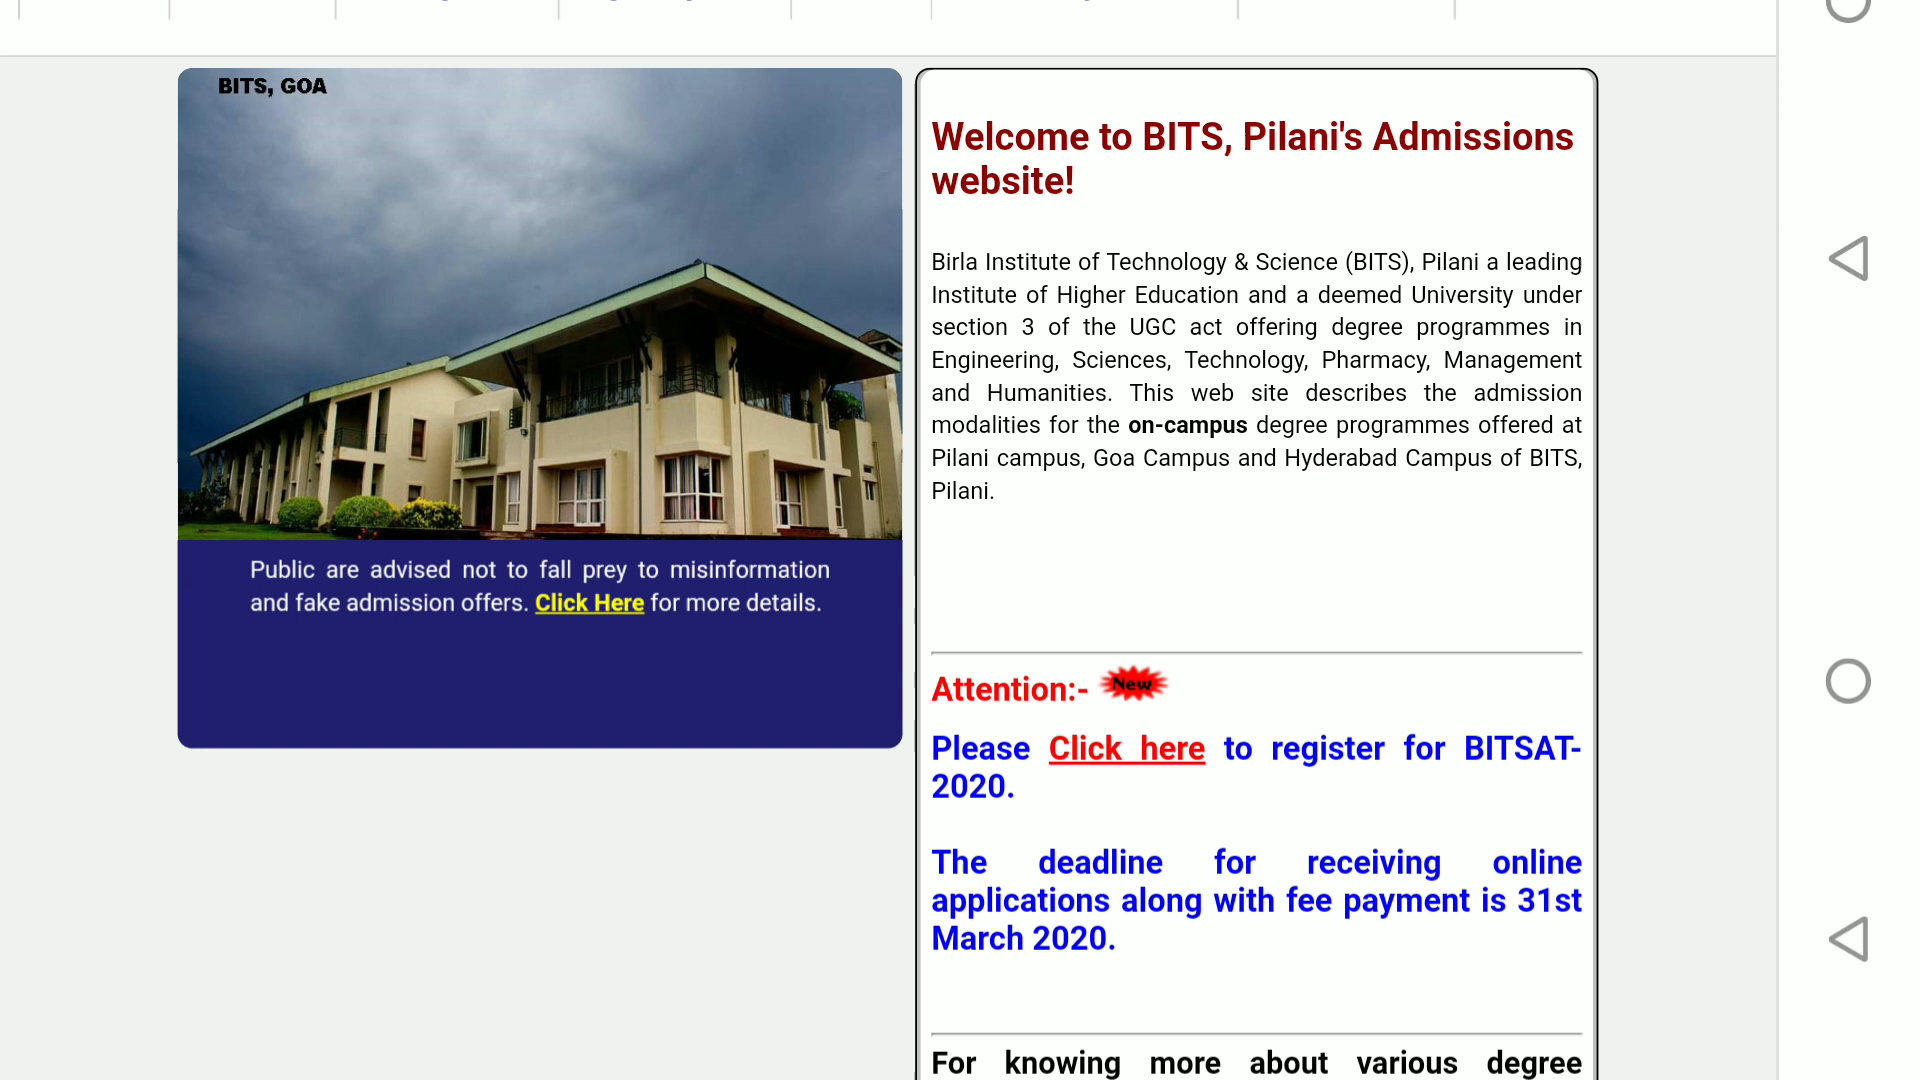 BITS, GOA
Public are advised not to fall prey to misinformation
and fake admission offers. Click Here for more details.
Welcome to BITS, Pilani's Admissions
website!
Birla Institute of Technology & Science (BITS), Pilani a leading
Institute of Higher Education and a deemed University under
section 3 of the UGC act offering degree programmes in
Engineering, Sciences, Technology, Pharmacy, Management
and Humanities. This web site describes the admission
modalities for the on-campus degree programmes offered at
Pilani campus, Goa Campus and Hyderabad Campus of BITS,
Pilani.
Attention:- New
Please Click here to register for BITSAT-
2020.
The deadline for receiving online
applications along with fee payment is 31st
March 2020.
For knowing more about various degree